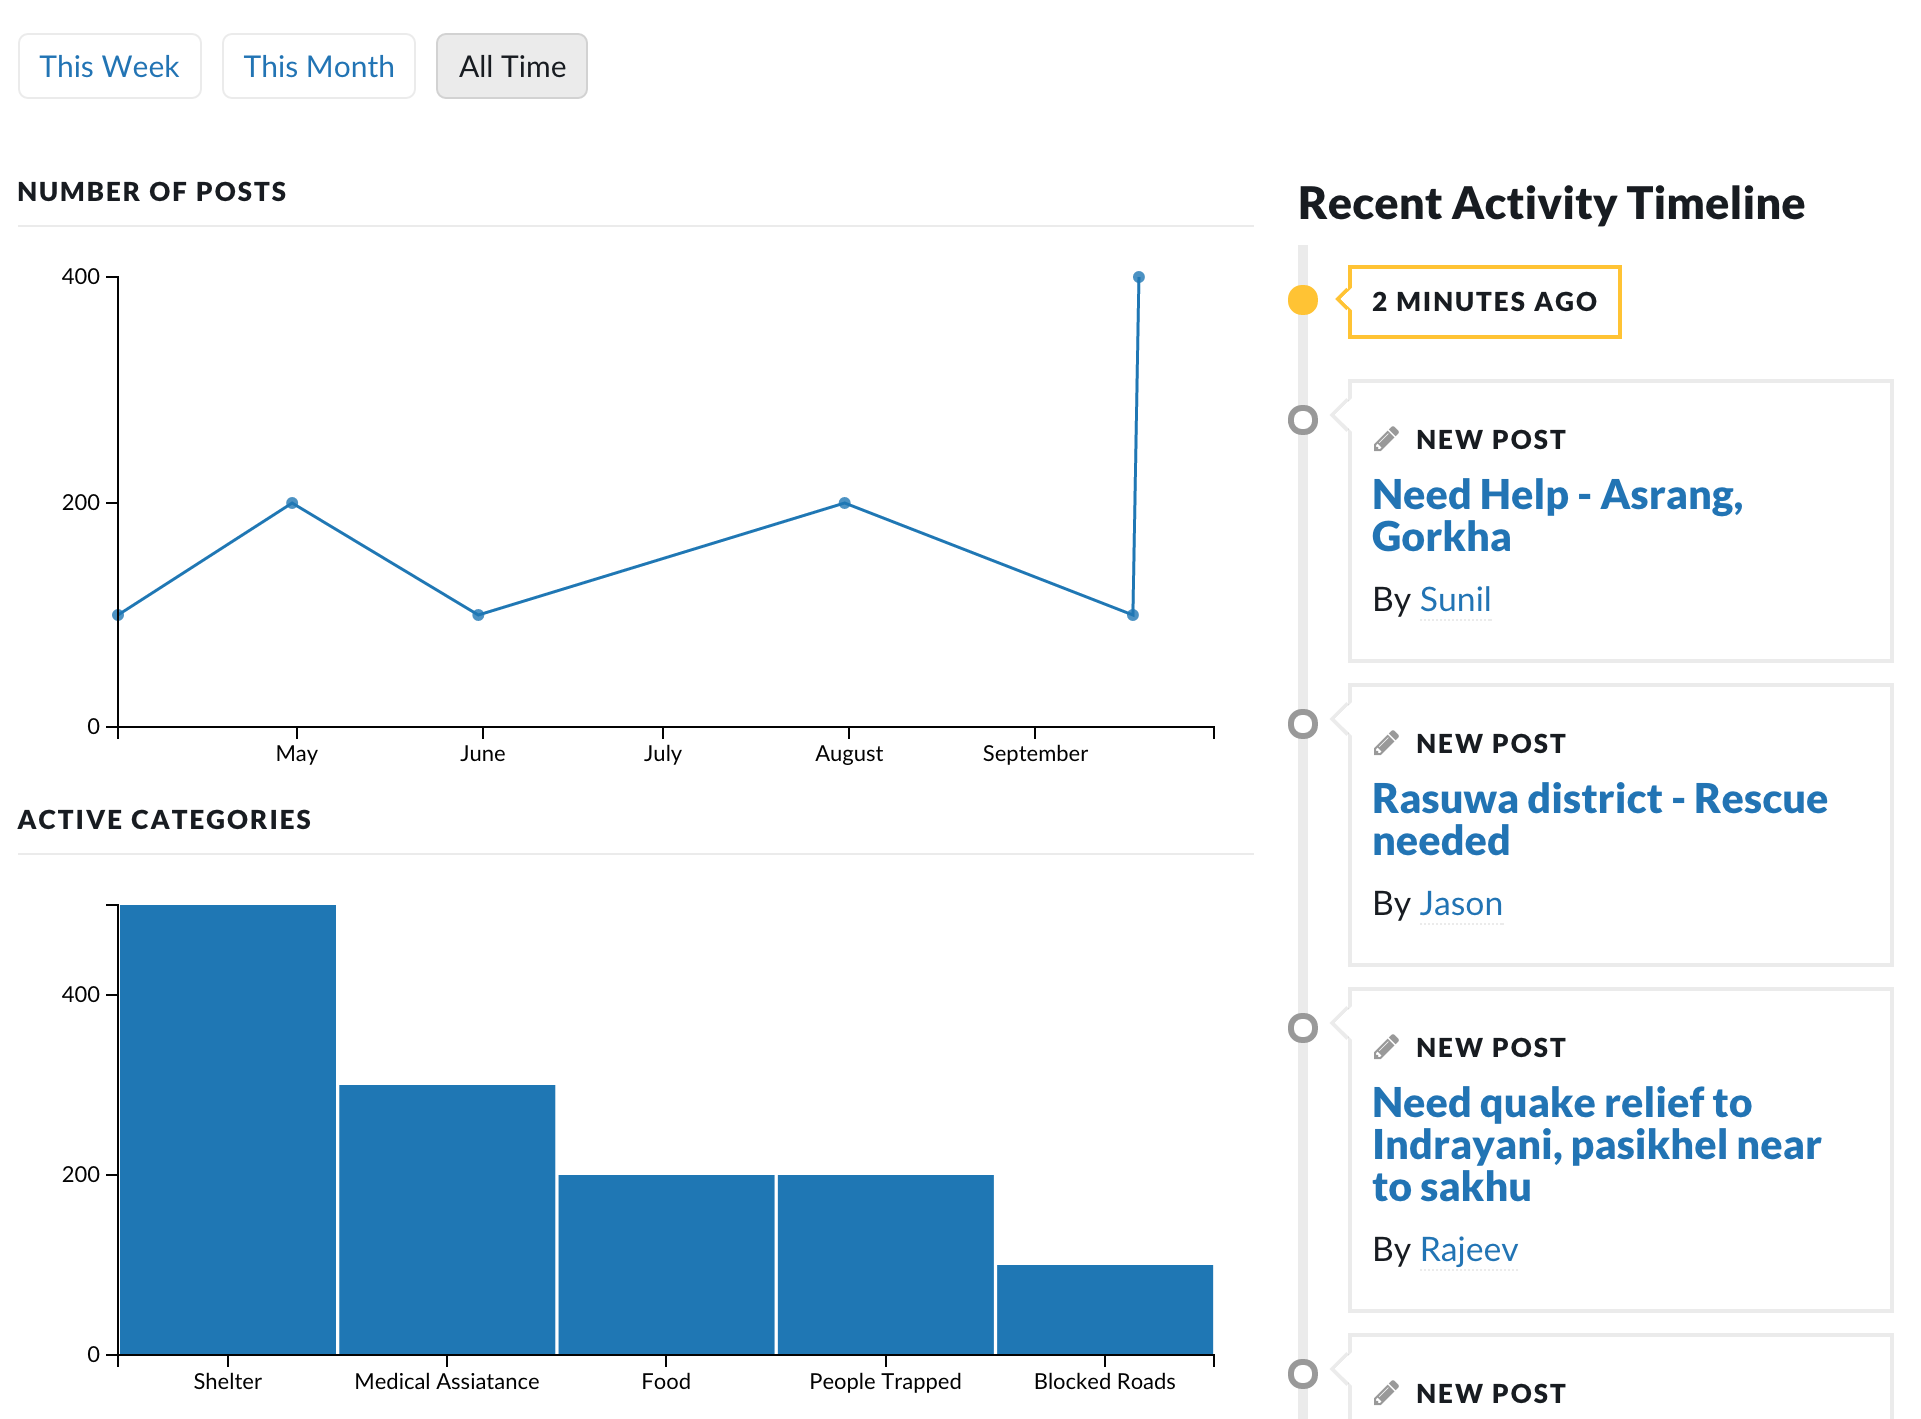 This Week
This Month
All Time
NUMBER OF POSTS
400
200
0
May
June
July
August
September
ACTIVE CATEGORIES
400
200
0
Shelter
Medical Assiatance
Food
People Trapped
Blocked Roads
Recent Activity Timeline
2 MINUTES AGO
NEW POST
Need Help - Asrang,
Gorkha
By Sunil
NEW POST
Rasuwa district - Rescue
needed
By Jason
NEW POST
Need quake relief to
Indrayani, pasikhel near
to sakhu
By Rajeev
NEW POST